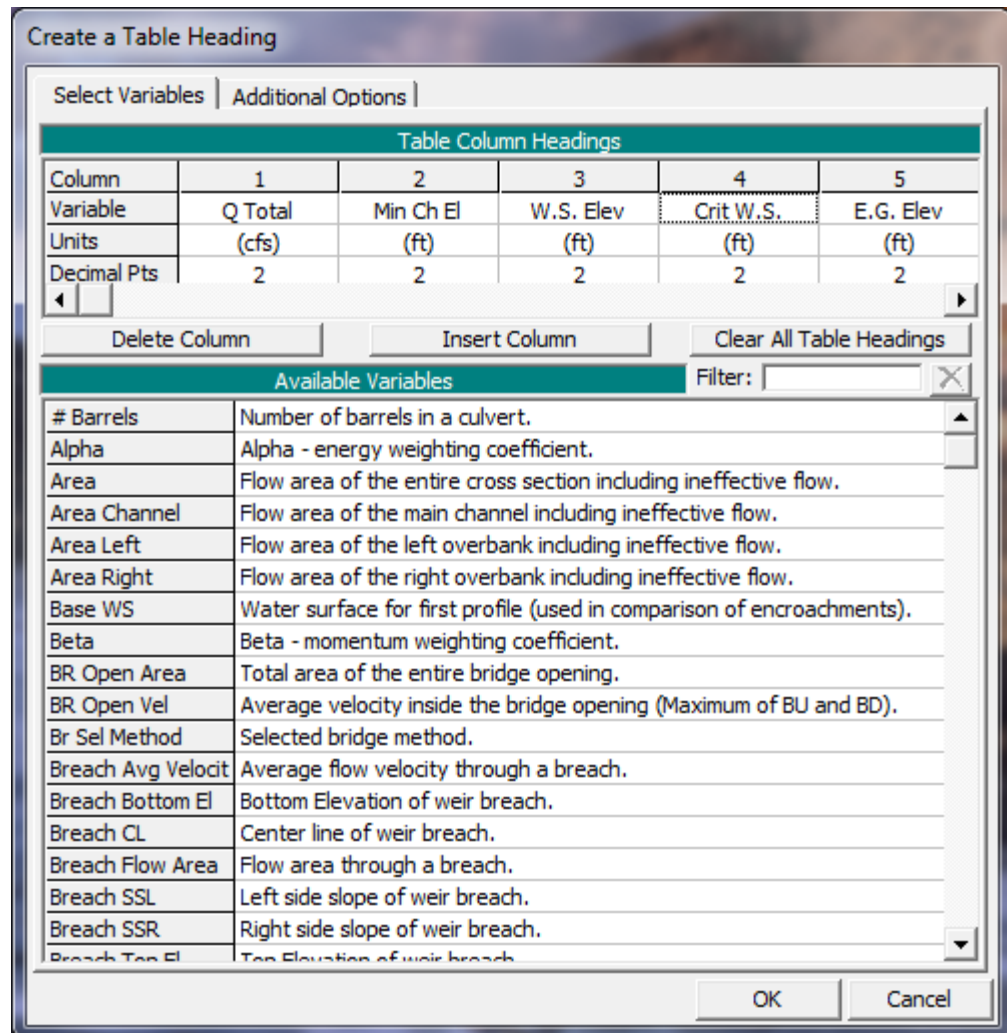 Create a Table Heading
Select Variables Additional Options
Table Column Headings
Column 1 2 3 4 5
Variable Q Total Min Ch El W.S. Elev Crit W.S. E.G. Elev
Units (cfs) (ft) (ft) (ft) (ft)
Decimal Pts 2 2 2 2 2
Delete Column Insert Column Clear All Table Headings
Available Variables Filter:
# Barrels Number of barrels in a culvert.
Alpha Alpha - energy weighting coefficient.
Area Flow area of the entire cross section including ineffective flow.
Area Channel Flow area of the main channel including ineffective flow.
Area Left Flow area of the left overbank including ineffective flow.
Area Right Flow area of the right overbank including ineffective flow.
Base WS Water surface for first profile (used in comparison of encroachments).
Beta Beta - momentum weighting coefficient.
BR Open Area Total area of the entire bridge opening.
BR Open Vel Average velocity inside the bridge opening (Maximum of BU and BD).
Br Sel Method Selected bridge method.
Breach Avg Velocit Average flow velocity through a breach.
Breach Bottom El Bottom Elevation of weir breach.
Breach CL Center line of weir breach.
Breach Flow Area Flow area through a breach.
Breach SSL Left side slope of weir breach.
Breach SSR Right side slope of weir breach.
Breach Top El Top Elevation of weir breach.
OK Cancel